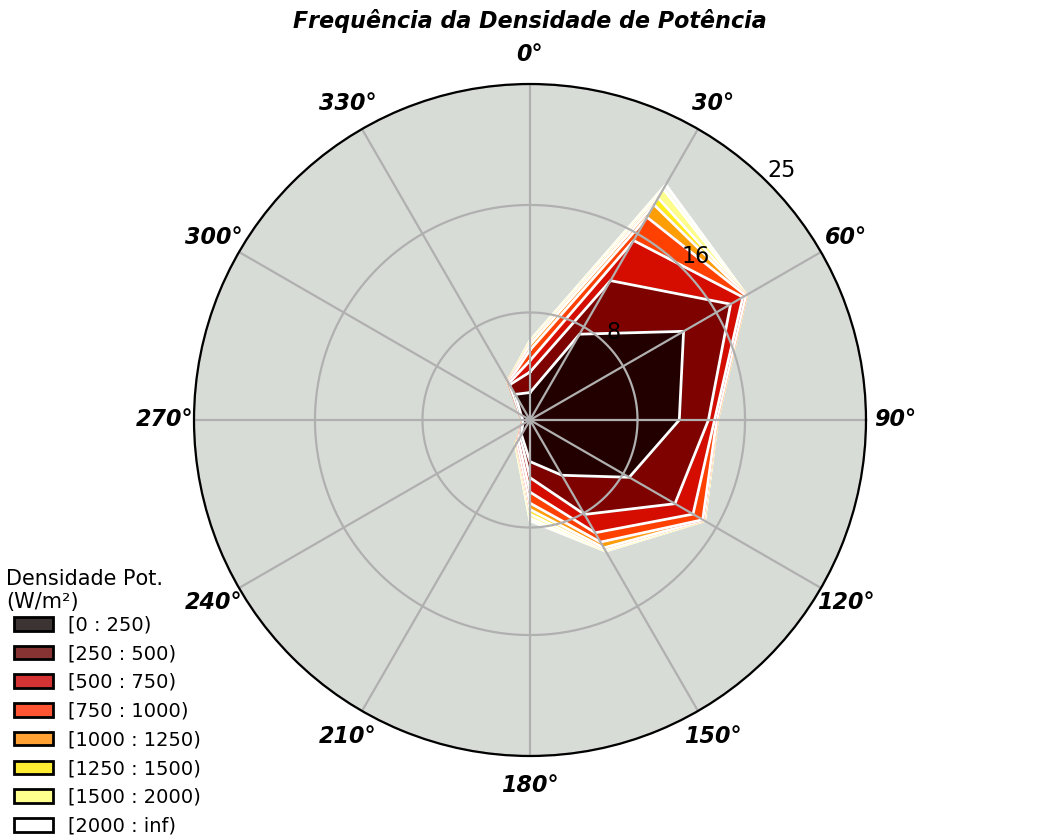 Frequência da Densidade de Potência
0°
330°
30°
25
300°
60°
16
8
270°
90°
240°
120°
210°
150°
180°
Densidade Pot.
(W/m²)
[0 : 250)
[250 : 500)
[500 : 750)
[750 : 1000)
[1000 : 1250)
[1250 : 1500)
[1500 : 2000)
[2000 : inf)